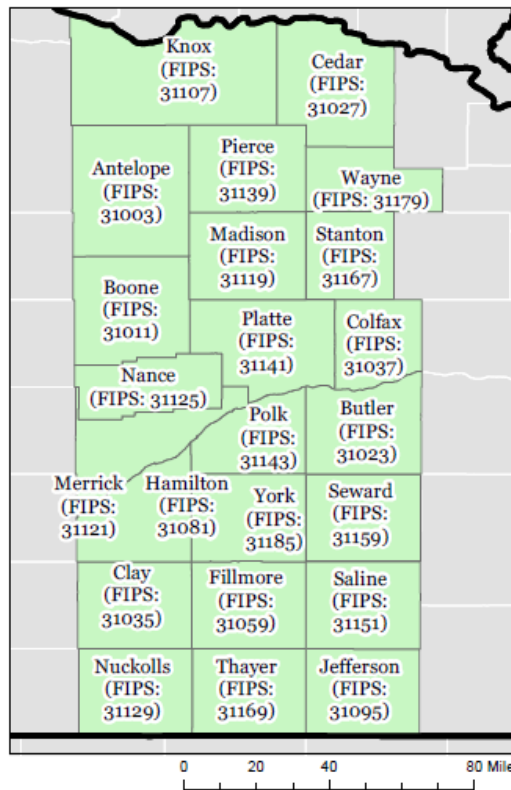 Knox
(FIPS:
31107)
Cedar
(FIPS:
31027)
Antelope
(FIPS:
31003)
Pierce
(FIPS:
31139)
Wayne
(FIPS: 31179)
Madison
(FIPS:
31119)
Stanton
(FIPS:
31167)
Boone
(FIPS:
31011)
Platte
(FIPS:
31141)
Colfax
(FIPS:
31037)
Nance
(FIPS: 31125)
Polk
(FIPS:
31143)
Butler
(FIPS:
31023)
Merrick
(FIPS:
31121)
Hamilton
(FIPS:
31081)
York
(FIPS:
31185)
Seward
(FIPS:
31159)
Clay
(FIPS:
31035)
Fillmore
(FIPS:
31059)
Saline
(FIPS:
31151)
Nuckolls
(FIPS:
31129)
Thayer
(FIPS:
31169)
Jefferson
(FIPS:
31095)
0 20 40 80 Mile